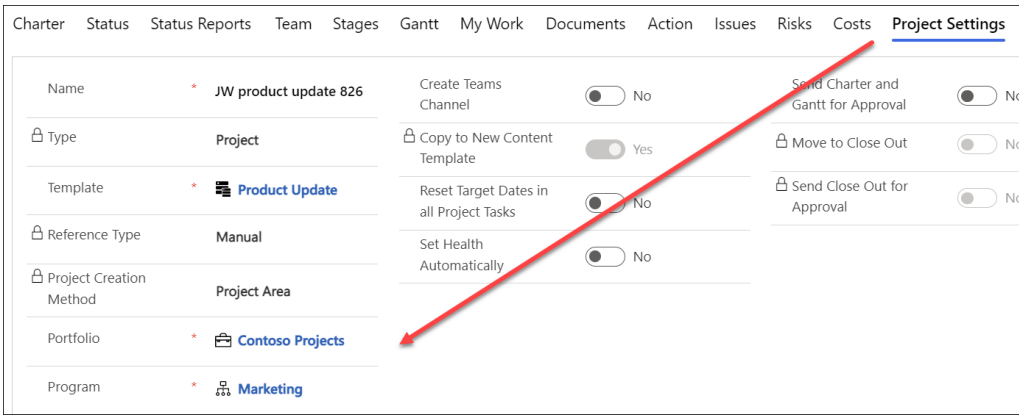 Charter Status Status Reports Team Stages Gantt My Work Documents Action Issues Risks Costs Project Settings
Name * JW product update 826
Type Project
Template * Product Update
Reference Type Manual
Project Creation
Method
Project Area
Portfolio * Contoso Projects
Program * Marketing
Create Teams
Channel
No
Copy to New Content
Template
Yes
Reset Target Dates in
all Project Tasks
No
Set Health
Automatically
No
Send Charter and
Gantt for Approval
No
Move to Close Out No
Send Close Out for
Approval
No